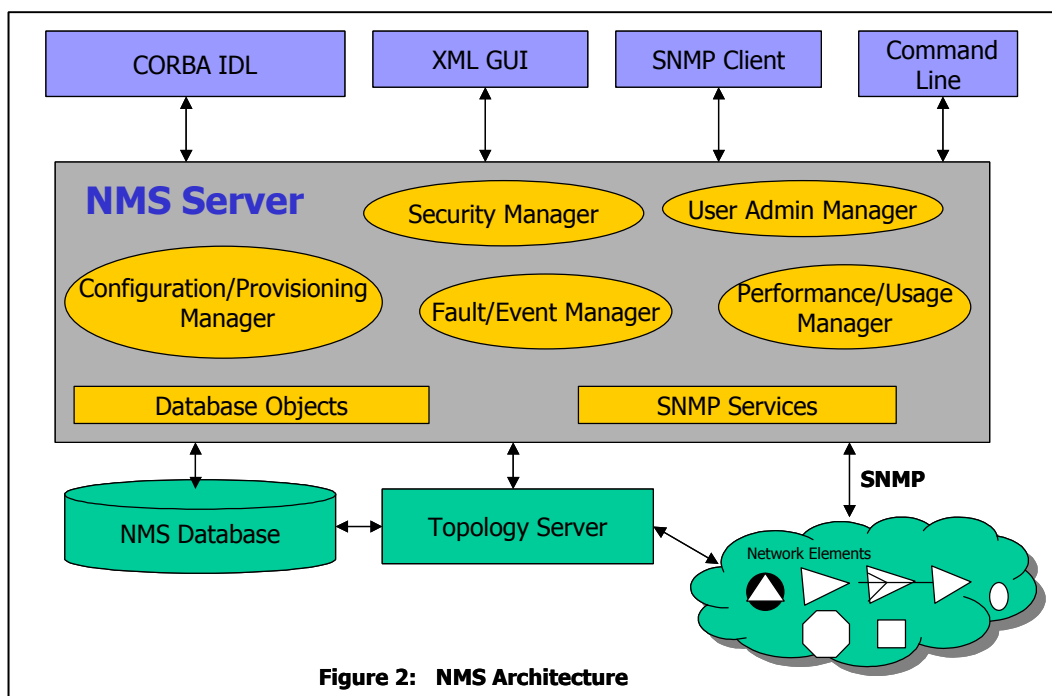 CORBA IDL
XML GUI
SNMP Client
Command
Line
NMS Server
Security Manager
User Admin Manager
Configuration/Provisioning
Manager
Fault/Event Manager
Performance/Usage
Manager
Database Objects
SNMP Services
SNMP
NMS Database
Topology Server
Network Elements
Figure 2: NMS Architecture